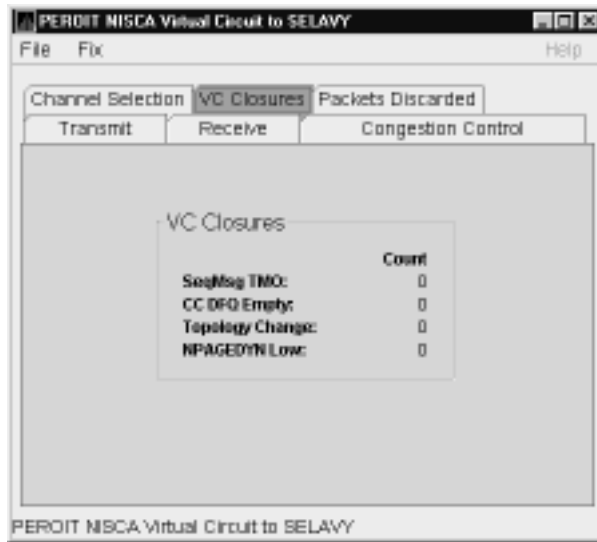 PEROIT NISCA Virtual Circuit to SELAVY
File Fix Help
Channel Selection VC Closures Packets Discarded
Transmit Receive Congestion Control
VC Closures
Count
SeqMsg TMO: 0
CC DFQ Empty: 0
Topology Change: 0
NPAGEDYN Low: 0
PEROIT NISCA Virtual Circuit to SELAVY